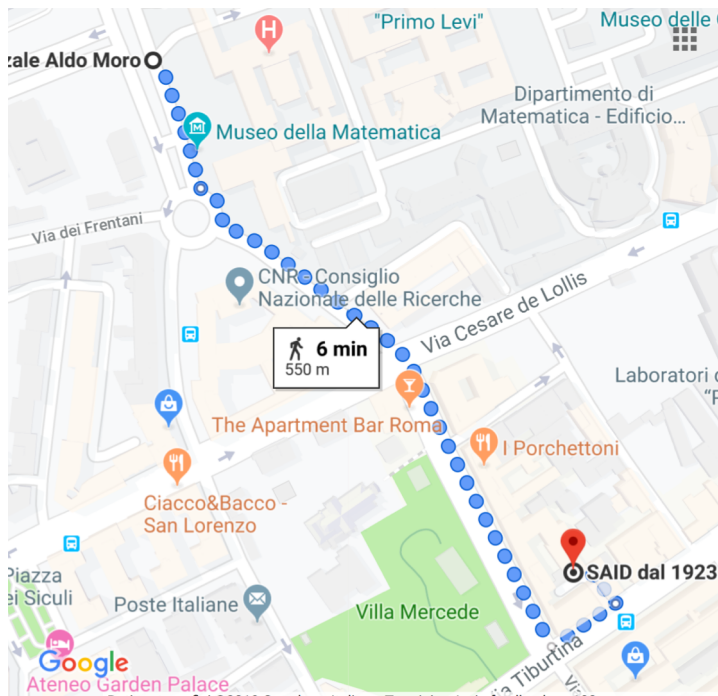 "Primo Levi"
Museo delle
zale Aldo Moro
H
Dipartimento di
Matematica - Edificio...
M
Museo della Matematica
Via dei Frentani
CNR - Consiglio
Nazionale delle Ricerche
Via Cesare de Lollis
6 min
550 m
Laboratori
The Apartment Bar Roma
I Porchettoni
Ciacco&Bacco -
San Lorenzo
SAID dal 1923
Piazza
ei Siculi
Poste Italiane
Villa Mercede
Tiburtina
Google
Ateneo Garden Palace